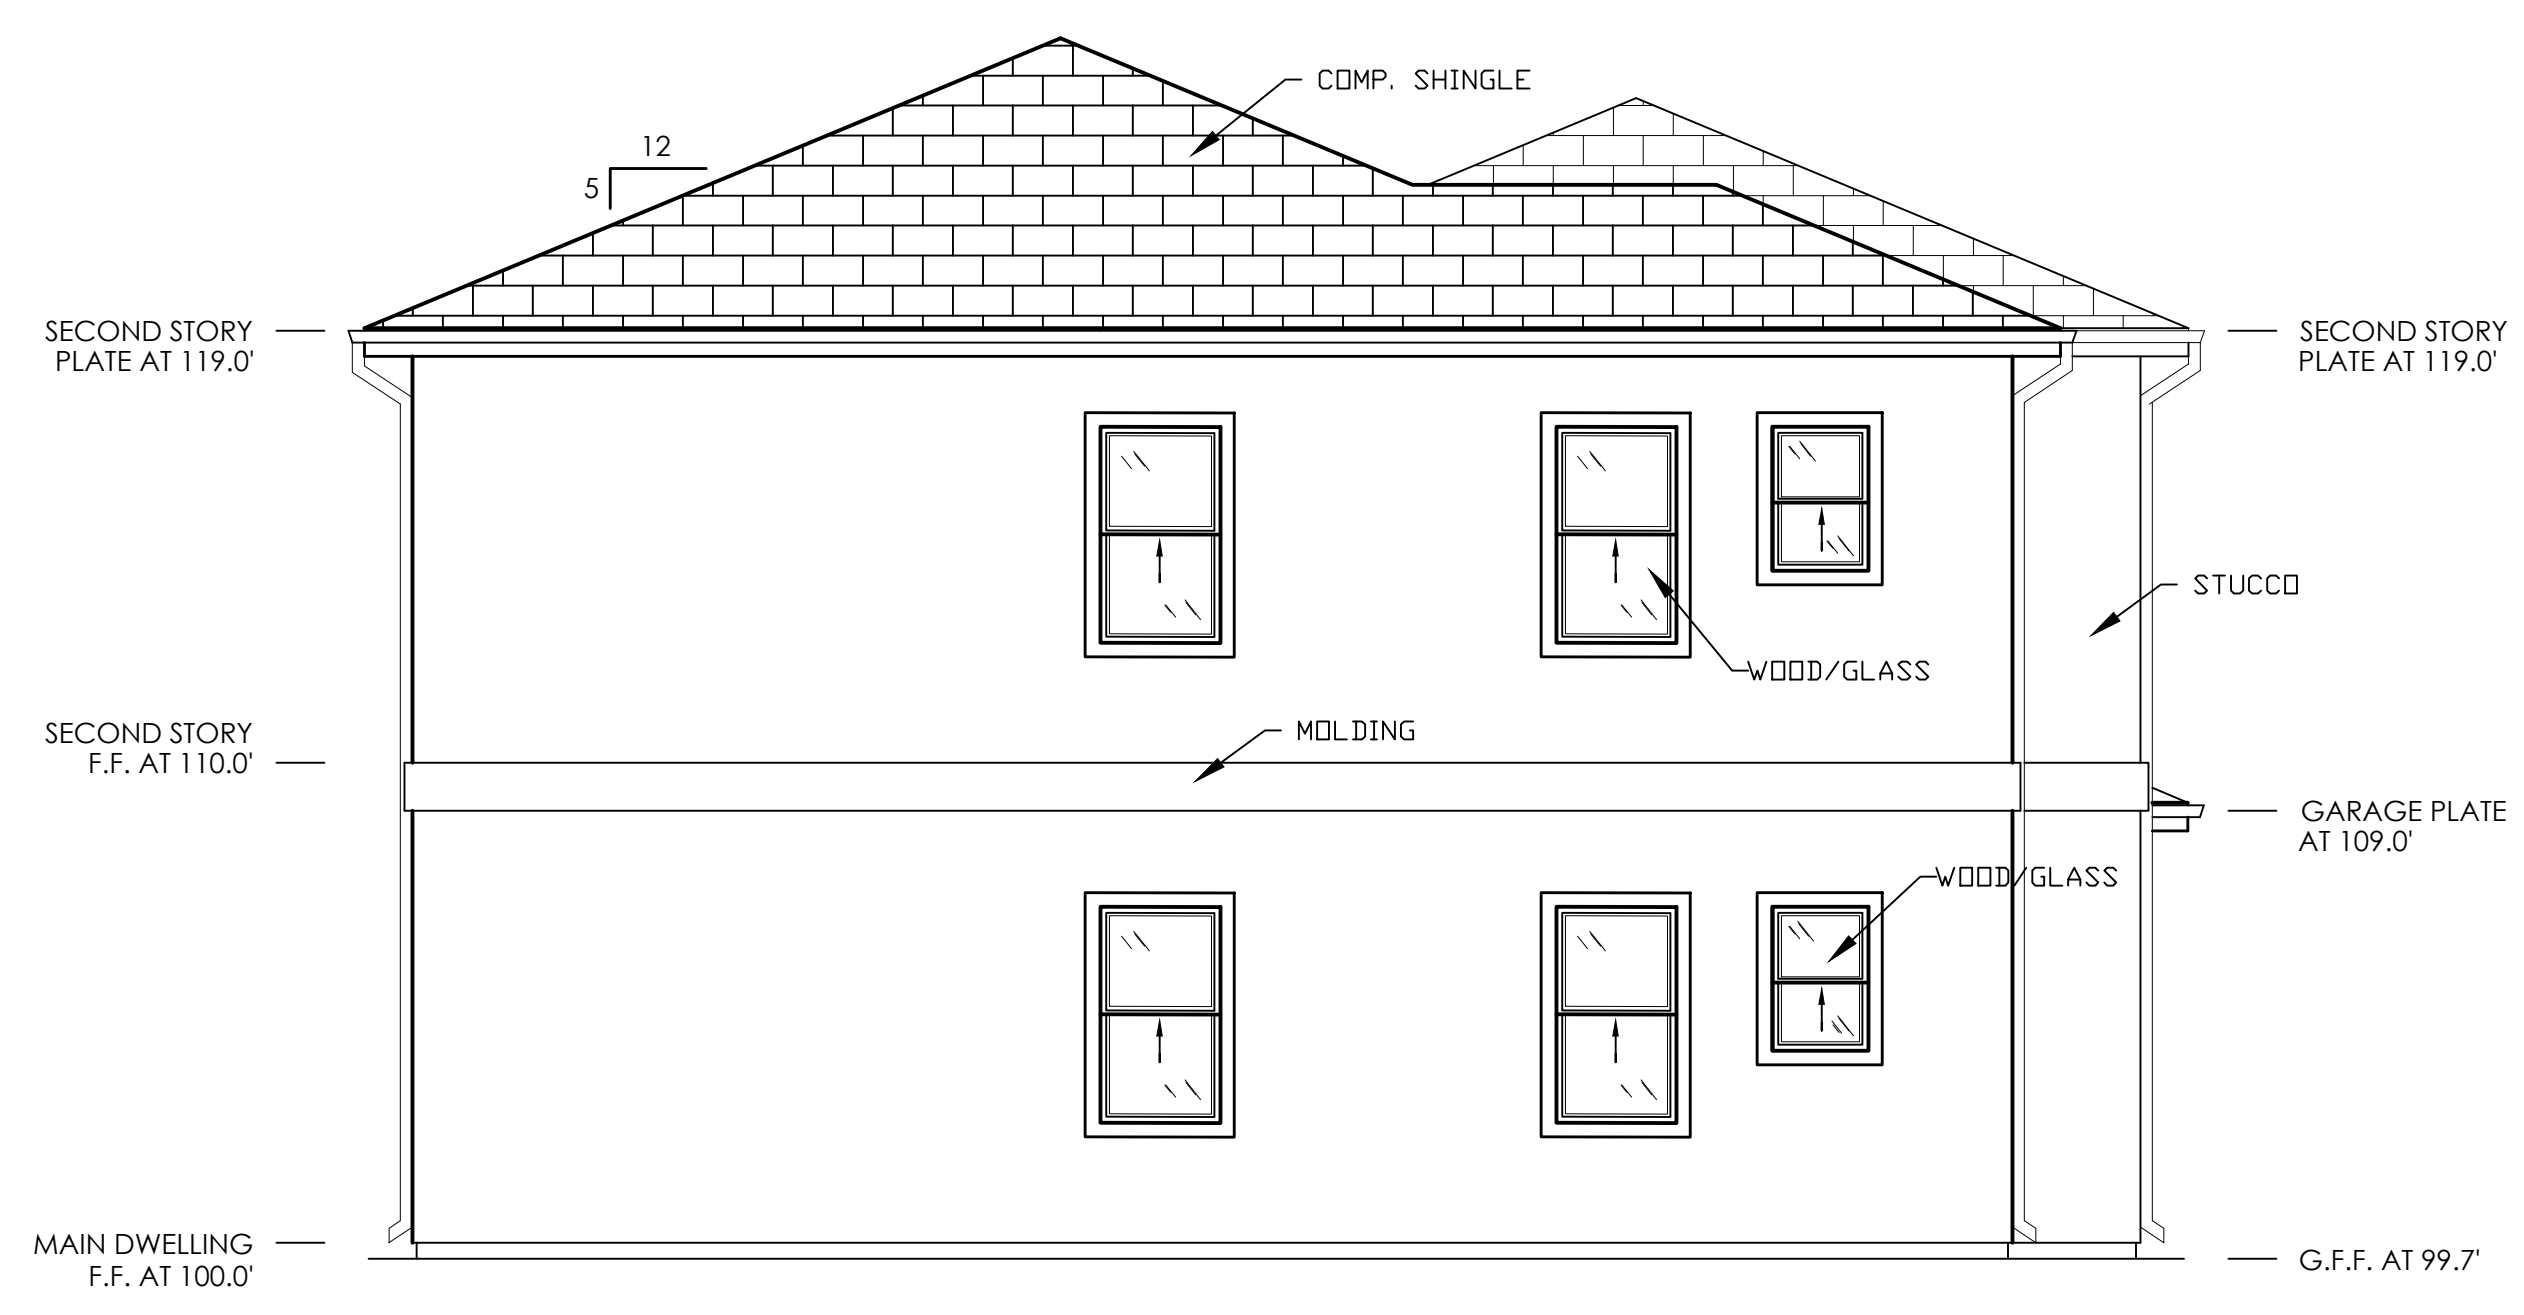 COMP. SHINGLE
12
5
SECOND STORY
PLATE AT 119.0'
SECOND STORY
PLATE AT 119.0'
STUCCO
WOOD/GLASS
SECOND STORY
F.F. AT 110.0'
MOLDING
GARAGE PLATE
AT 109.0'
WOOD/GLASS
MAIN DWELLING
F.F. AT 100.0'
G.F.F. AT 99.7'